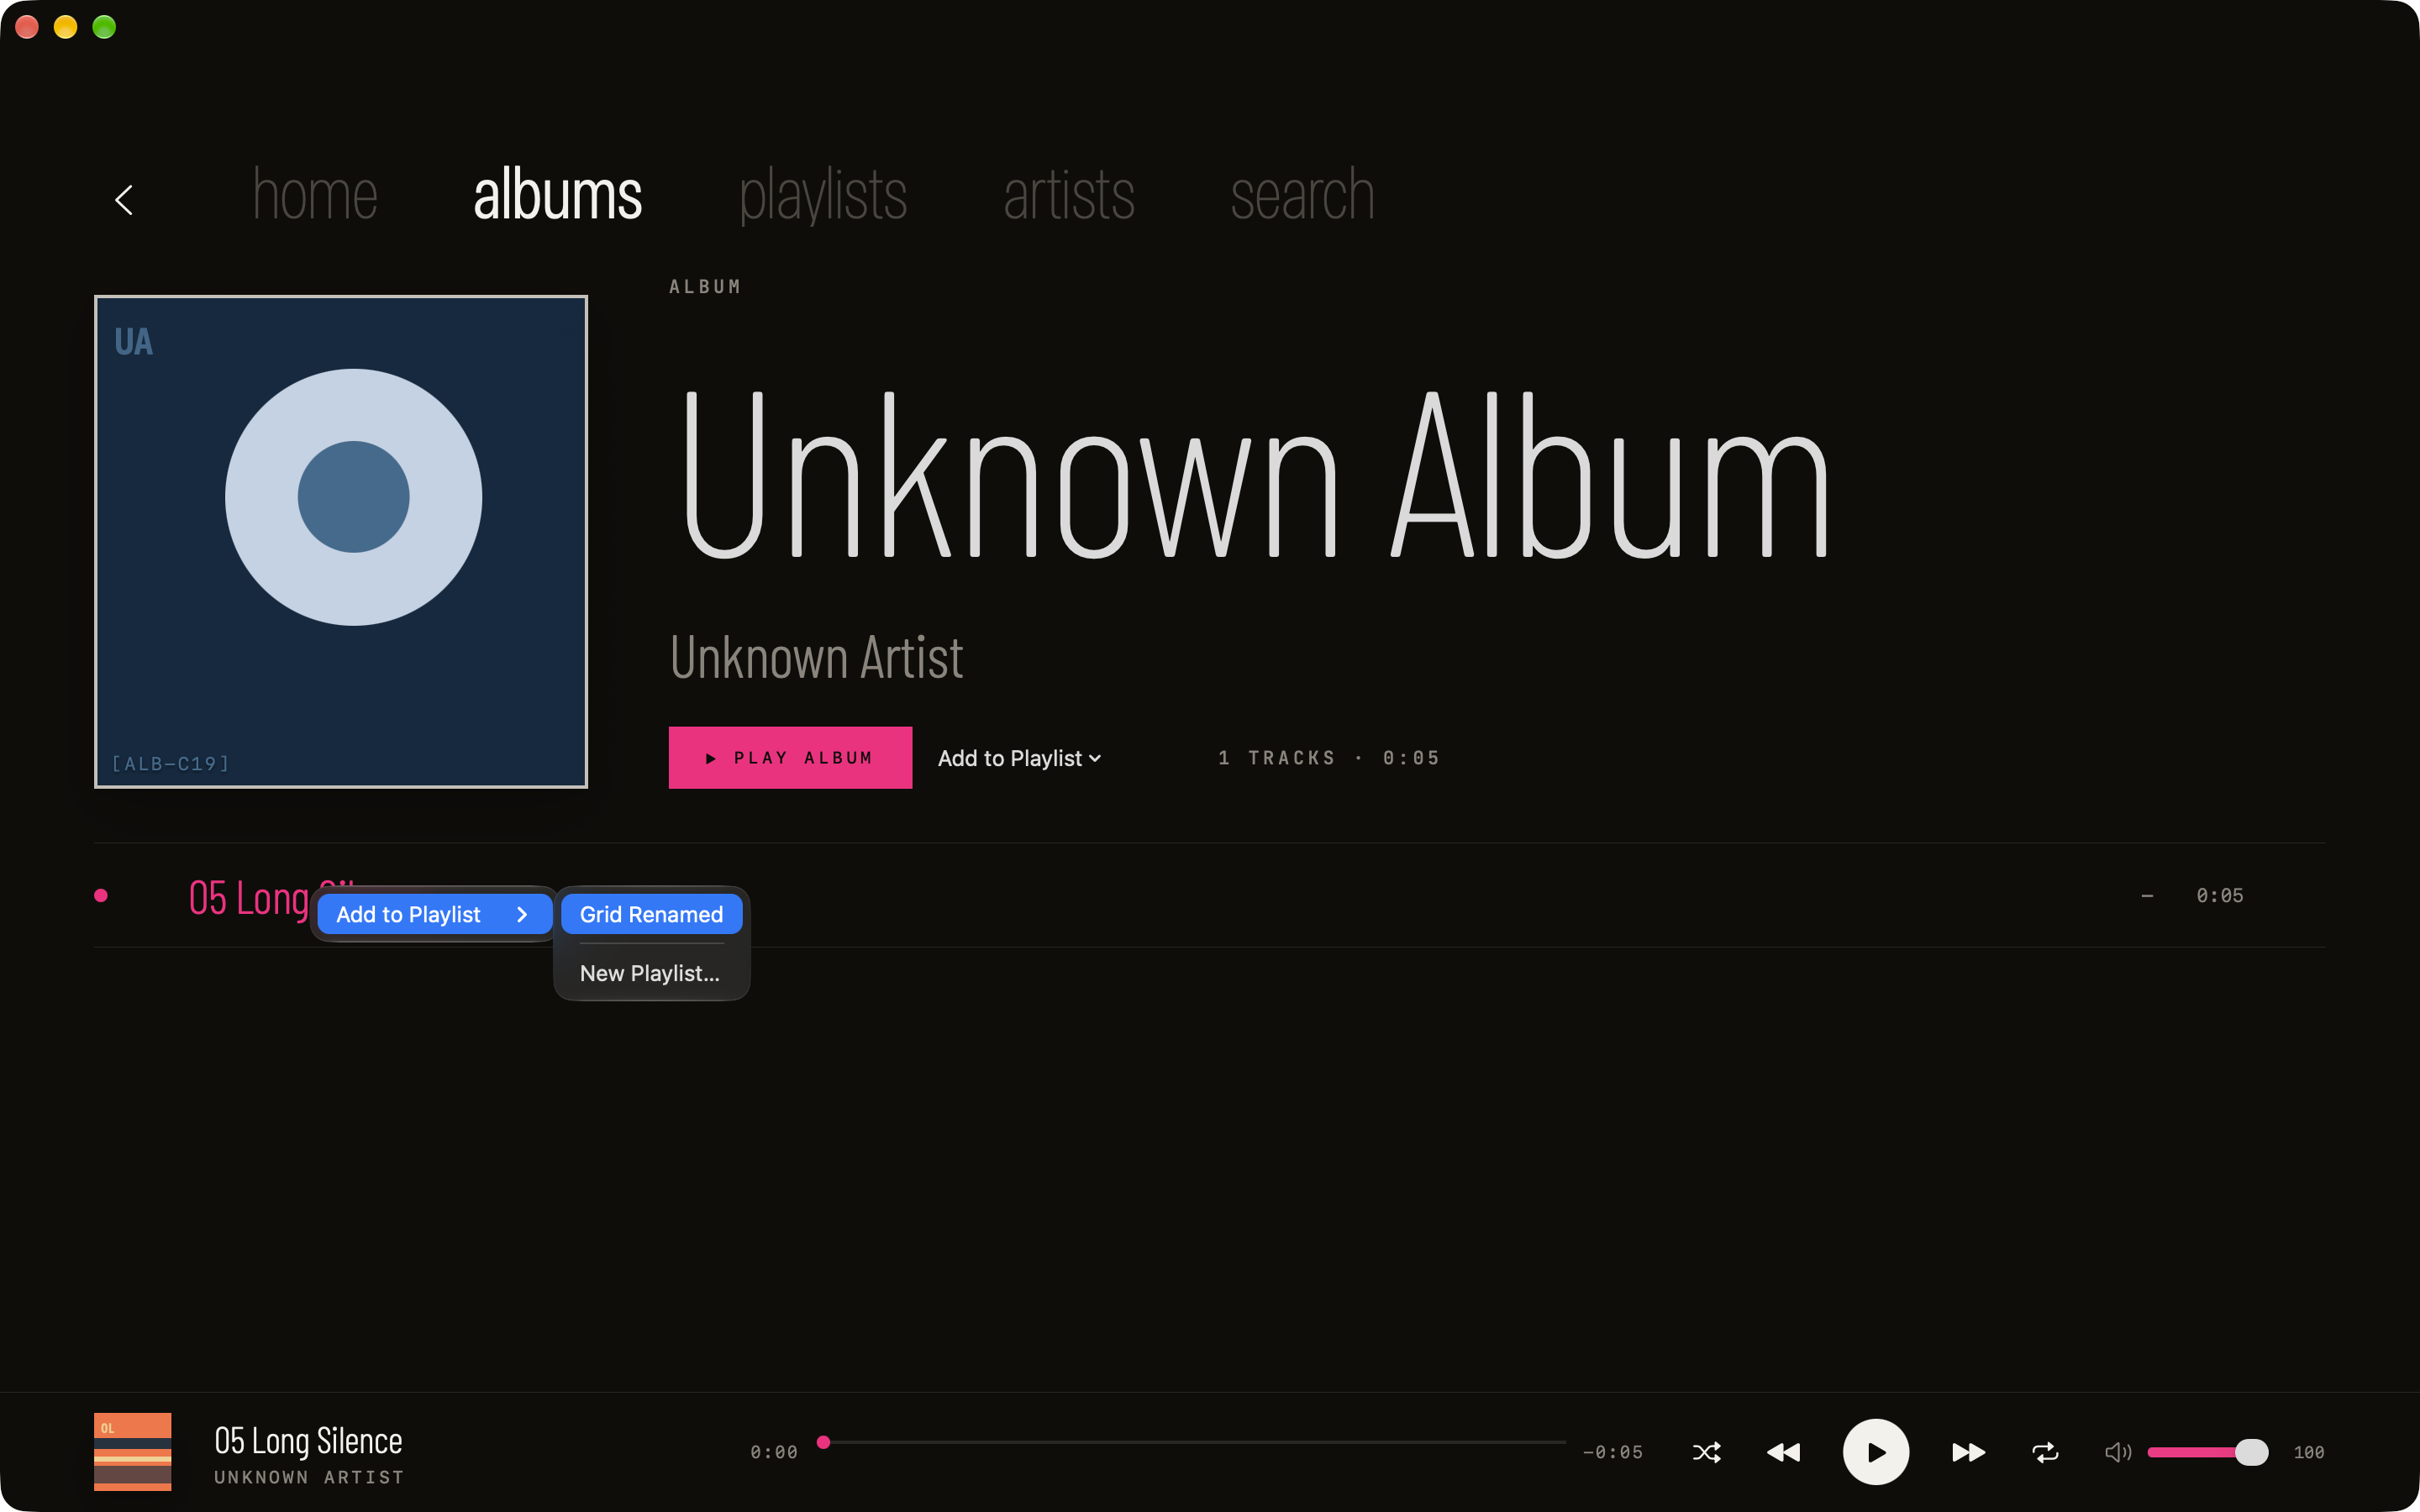 home albums playlists artists search
ALBUM
UA
Unknown Album
Unknown Artist
[ALB–C19]
PLAY ALBUM Add to Playlist 1 TRACKS · 0:05
05 Long – 0:05
Add to Playlist Grid Renamed
New Playlist...
OL
05 Long Silence
UNKNOWN ARTIST
0:00 –0:05 100